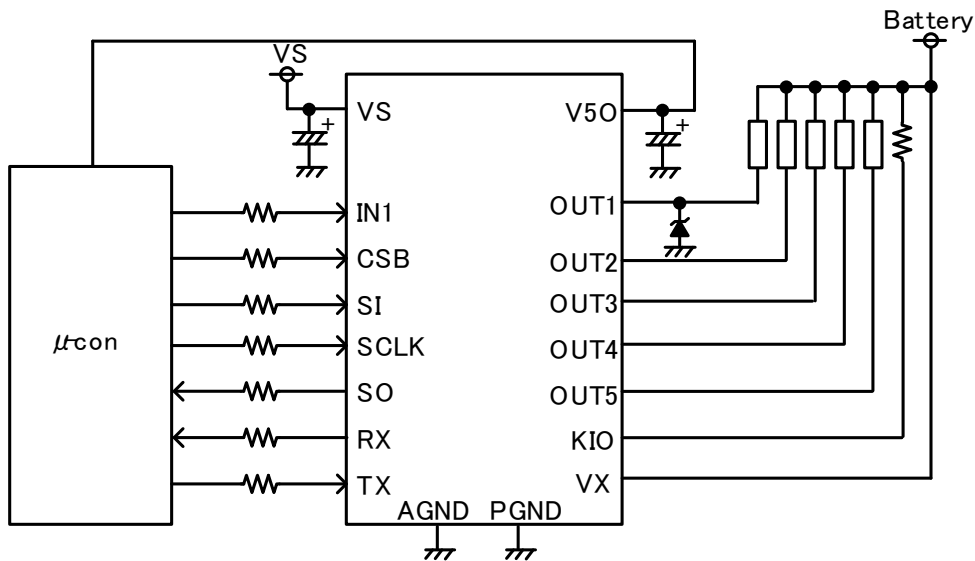 Battery
VS
VS
V5O
IN1
OUT1
CSB
OUT2
SI
OUT3
μ-con
SCLK
OUT4
SO
OUT5
RX
KIO
TX
VX
AGND
PGND
+
+